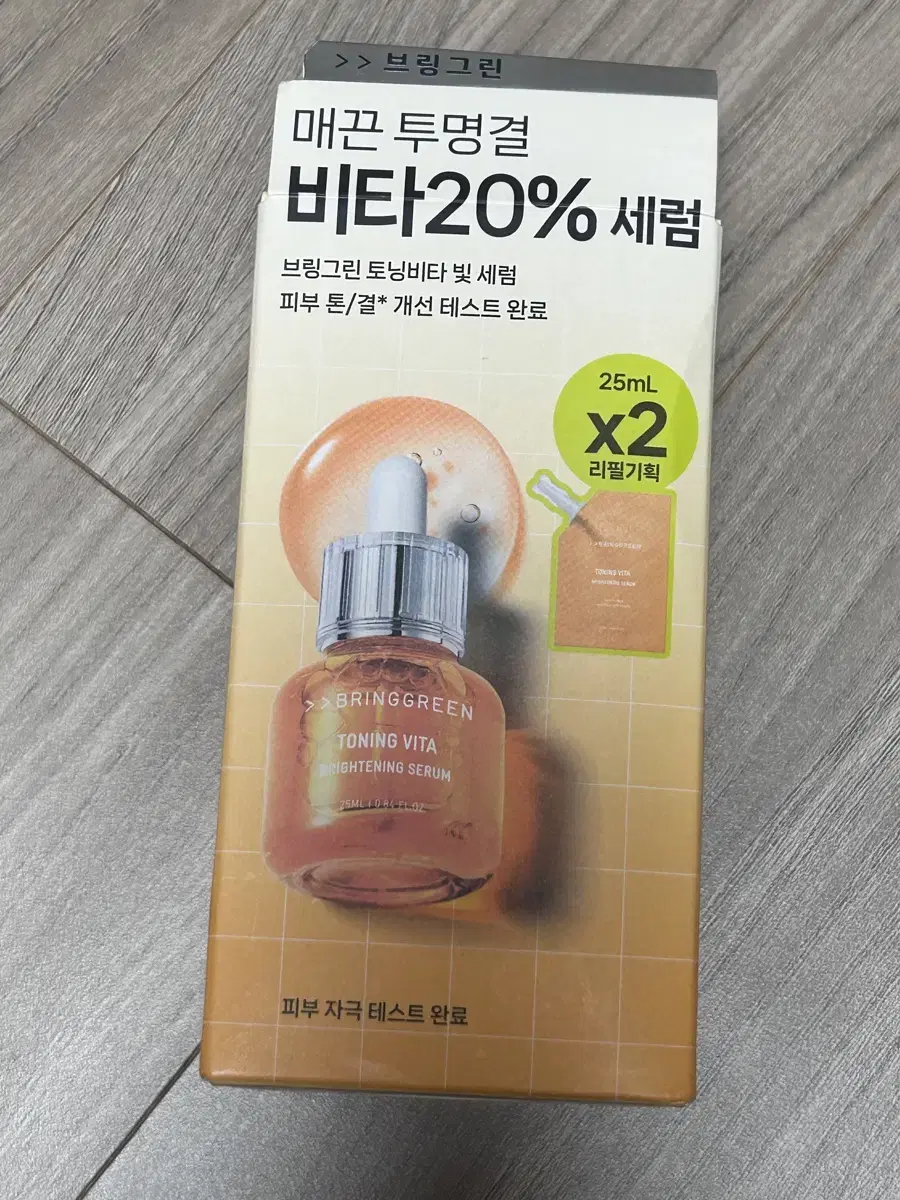 >> 브링그린
매끈 투명결
비타20% 세럼
브링그린 토닝비타 빛 세럼
피부 톤/결* 개선 테스트 완료
25mL
x2
리필기획
TONING VITA
BRIGHTENING SERUM
>>BRINGGREEN
TONING VITA
BRIGHTENING SERUM
25ML | 0.84 FL.OZ
피부 자극 테스트 완료